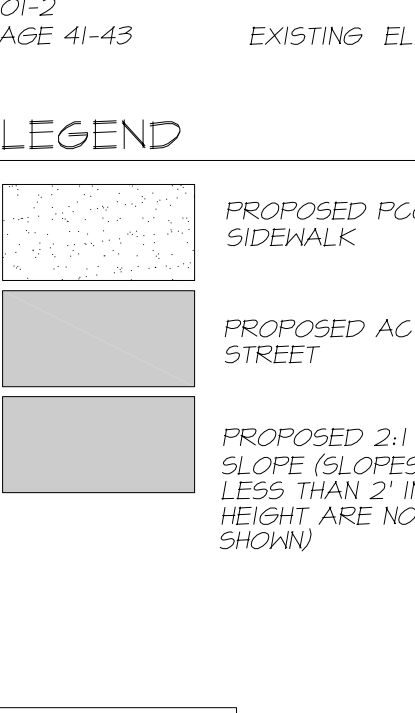 01-2
AGE 41-43
EXISTING EL
LEGEND
PROPOSED PCC
SIDEWALK
PROPOSED AC
STREET
PROPOSED 2:1
SLOPE (SLOPES
LESS THAN 2' IN
HEIGHT ARE NO
SHOWN)